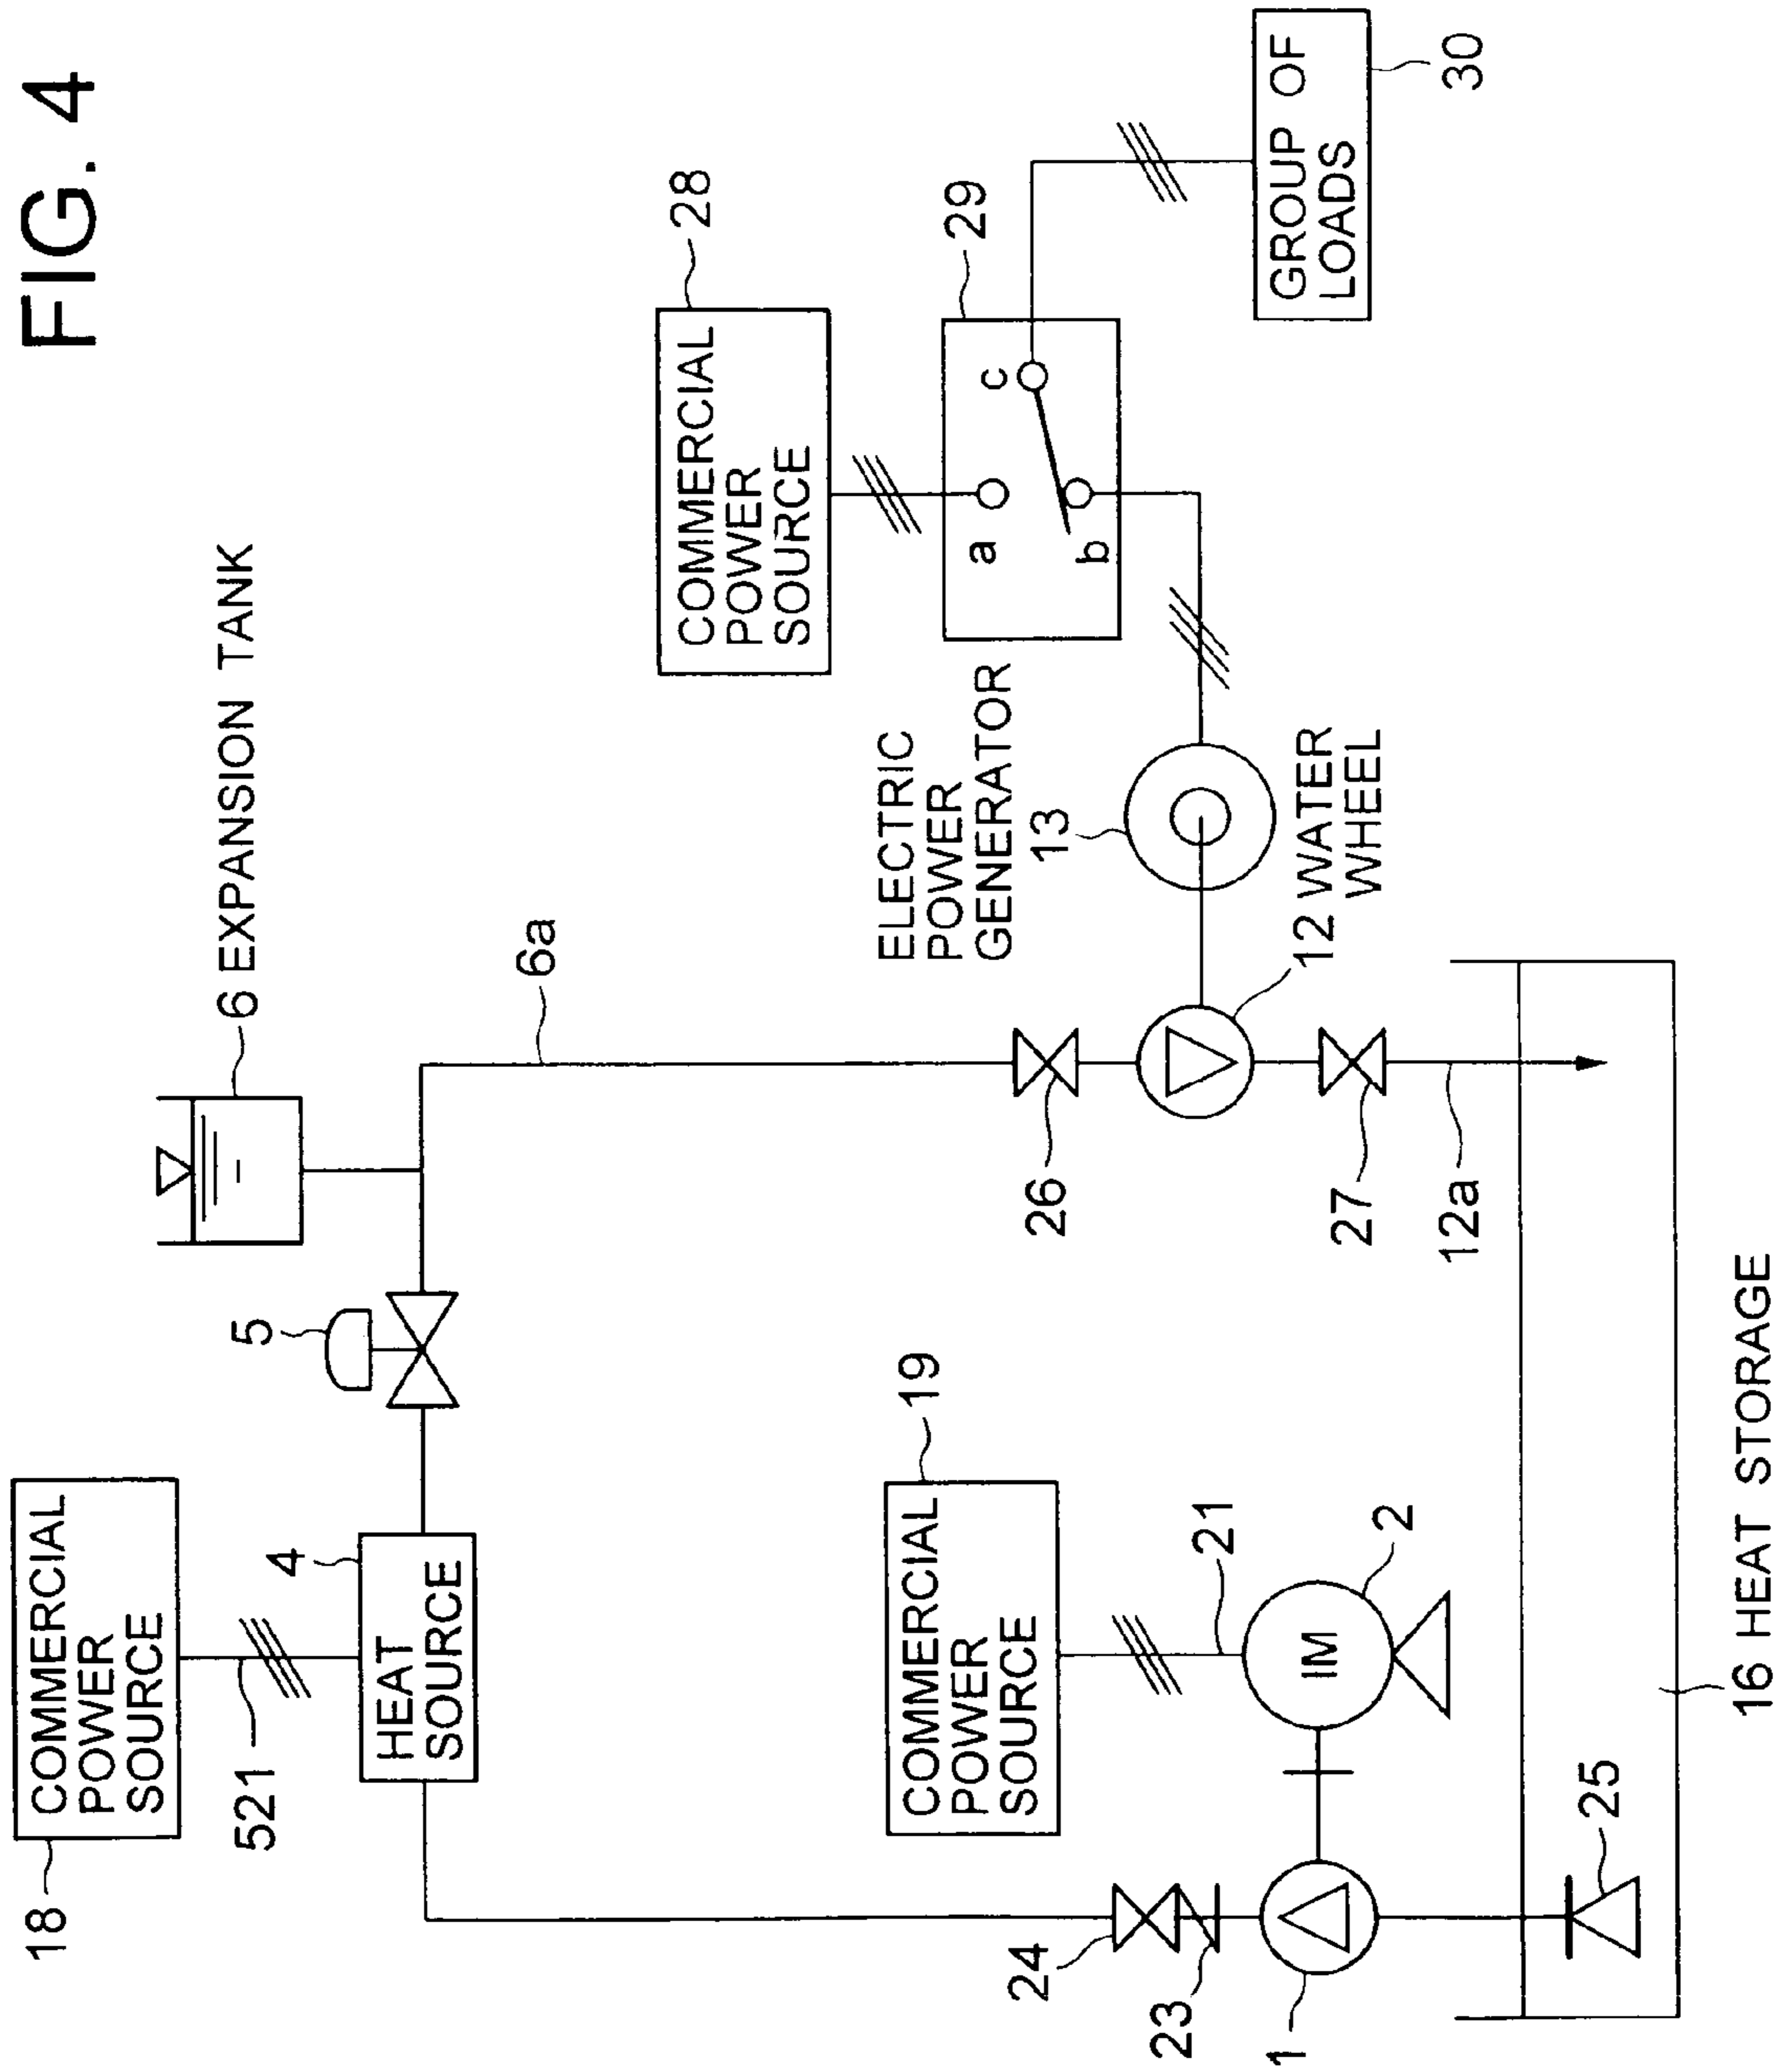 FIG. 4
18
COMMERCIAL
POWER
SOURCE
521
4
HEAT
SOURCE
5
6 EXPANSION TANK
6a
COMMERCIAL
POWER
SOURCE
28
29
a
b
c
GROUP OF
LOADS
30
ELECTRIC
POWER
GENERATOR
13
12 WATER
WHEEL
26
27
12a
COMMERCIAL
POWER
SOURCE
19
21
IM
2
24
23
1
25
16 HEAT STORAGE